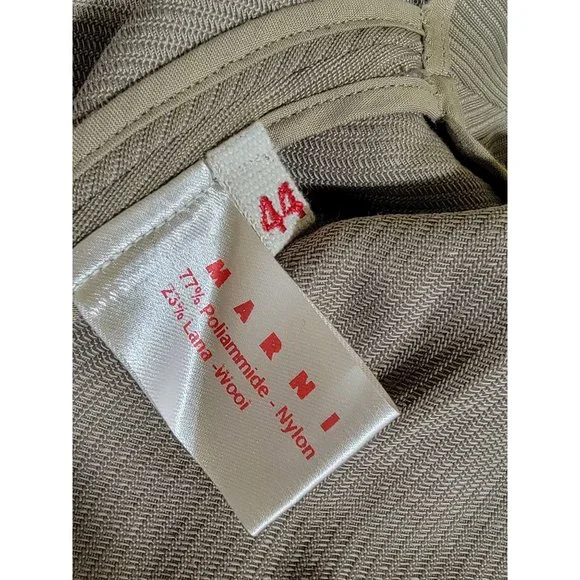 44
MARNI
77% Poliammide - Nylon
23% Lana -Wool